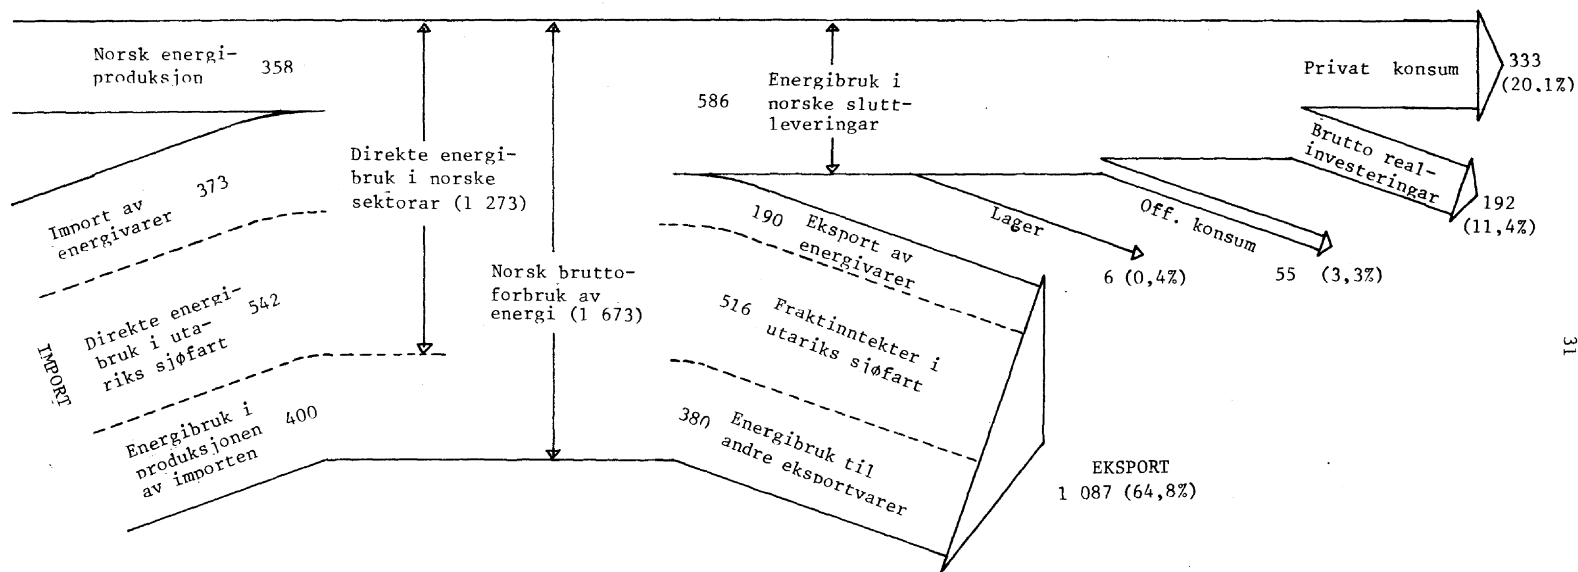 Norsk energi-
produksjon
358
Import av
energivarer
373
IMPORT
Direkte energi-
bruk i uta-
riks sjøfart
542
Energibruk i
produksjonen
av importen
400
Direkte energi-
bruk i norske
sektorar (1 273)
Norsk brutto-
forbruk av
energi (1 673)
586
Energibruk i
norske slutt-
leveringar
190
Eksport av
energivarer
516
Fraktinntekter i
utariks sjøfart
380
Energibruk til
andre eksportvarer
EKSPORT
1 087 (64,8%)
Lager
6 (0,4%)
Off. konsum
55 (3,3%)
Brutto real-
investeringar
192
(11,4%)
Privat konsum
333
(20.1%)
31